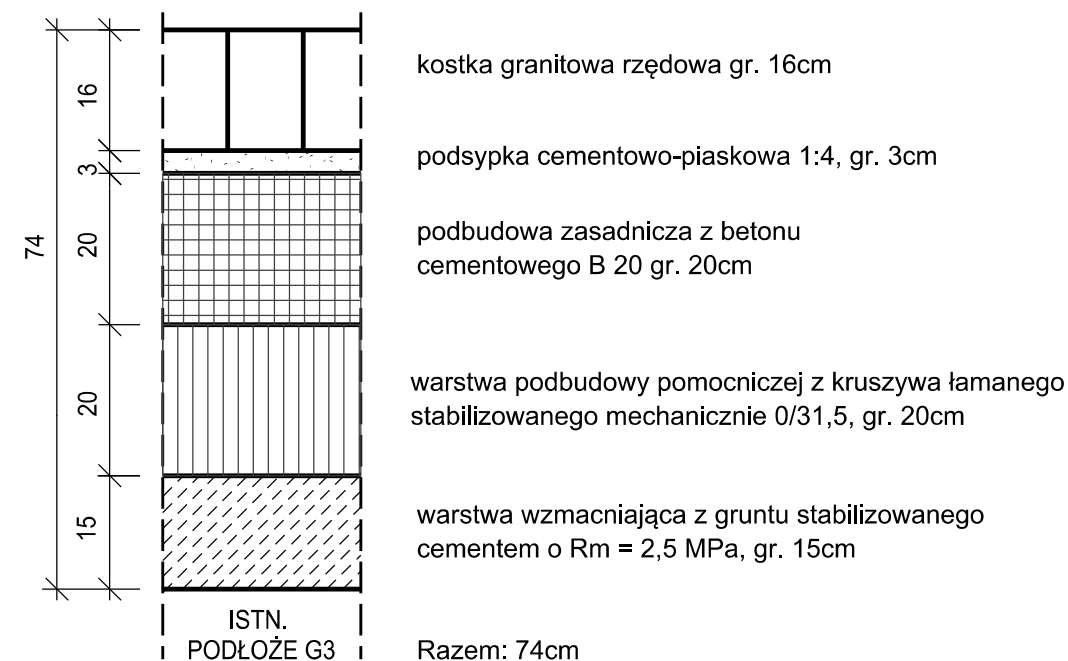 16
kostka granitowa rzędowa gr. 16cm
3
podsypka cementowo-piaskowa 1:4, gr. 3cm
74
20
podbudowa zasadnicza z betonu
cementowego B 20 gr. 20cm
20
warstwa podbudowy pomocniczej z kruszywa łamanego
stabilizowanego mechanicznie 0/31,5, gr. 20cm
15
warstwa wzmacniająca z gruntu stabilizowanego
cementem o Rm = 2,5 MPa, gr. 15cm
ISTN.
PODŁOŻE G3
Razem: 74cm